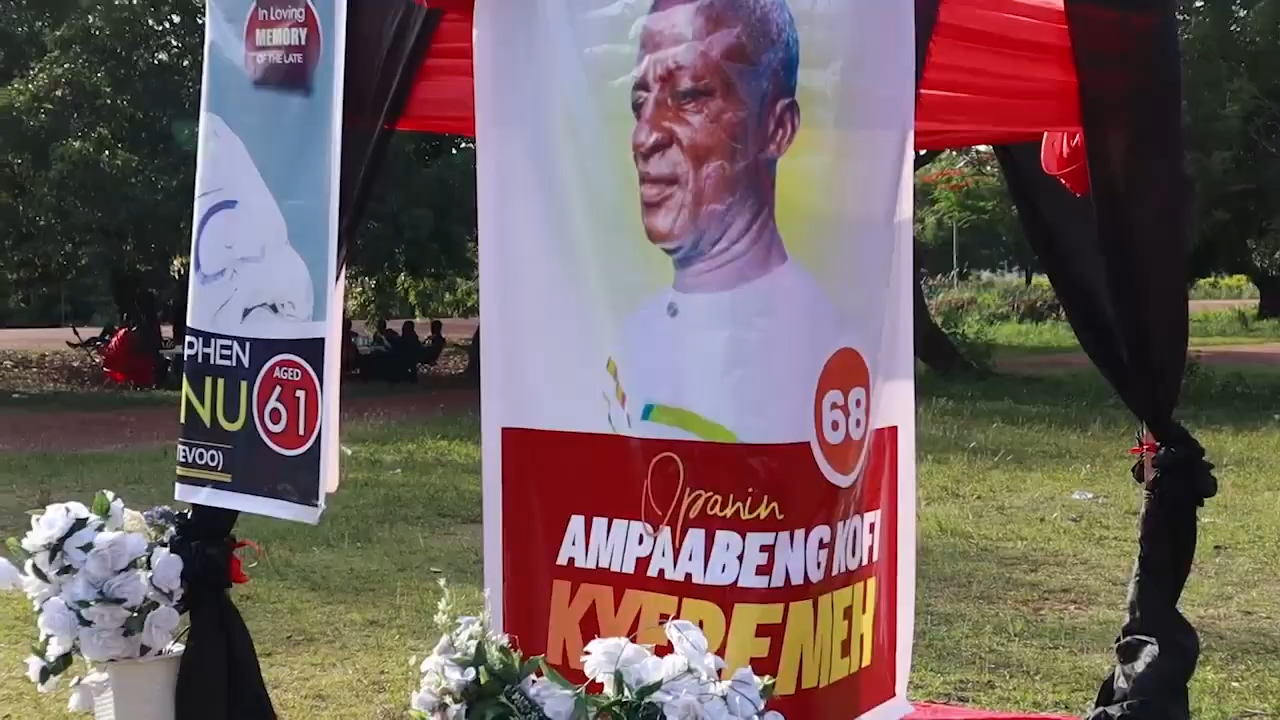 In Loving
MEMORY
OF THE LATE
PHEN
NU
AGED
61
EVOO)
68
Opanin
AMPAABENG KOFI
KYEREMEH